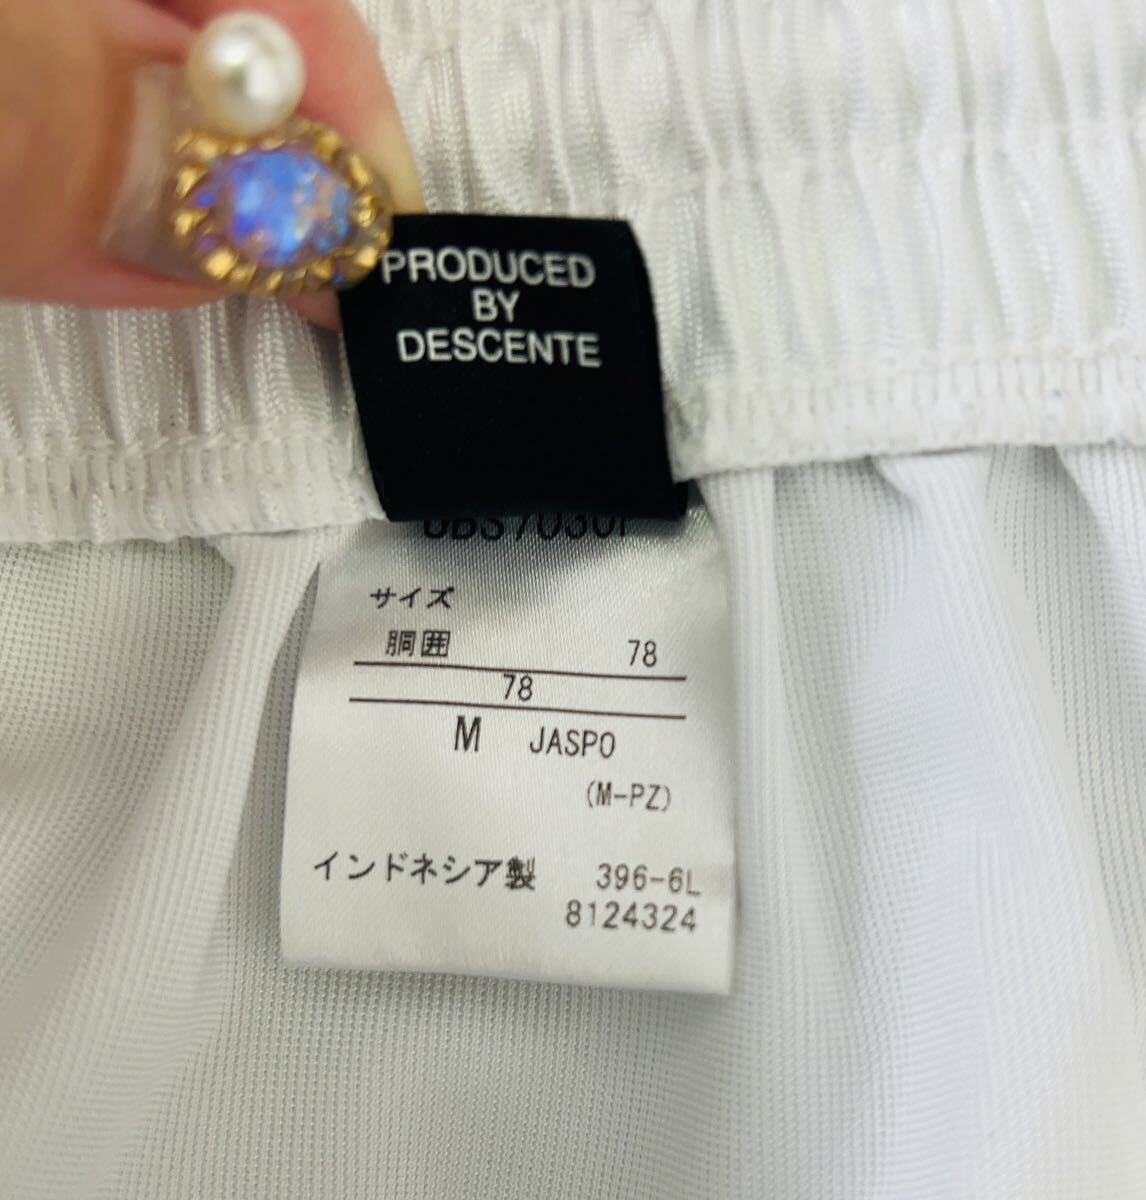 PRODUCED
BY
DESCENTE
サイズ
胴囲 78
78
M JASPO
(M-PZ)
インドネシア製 396-6L
8124324